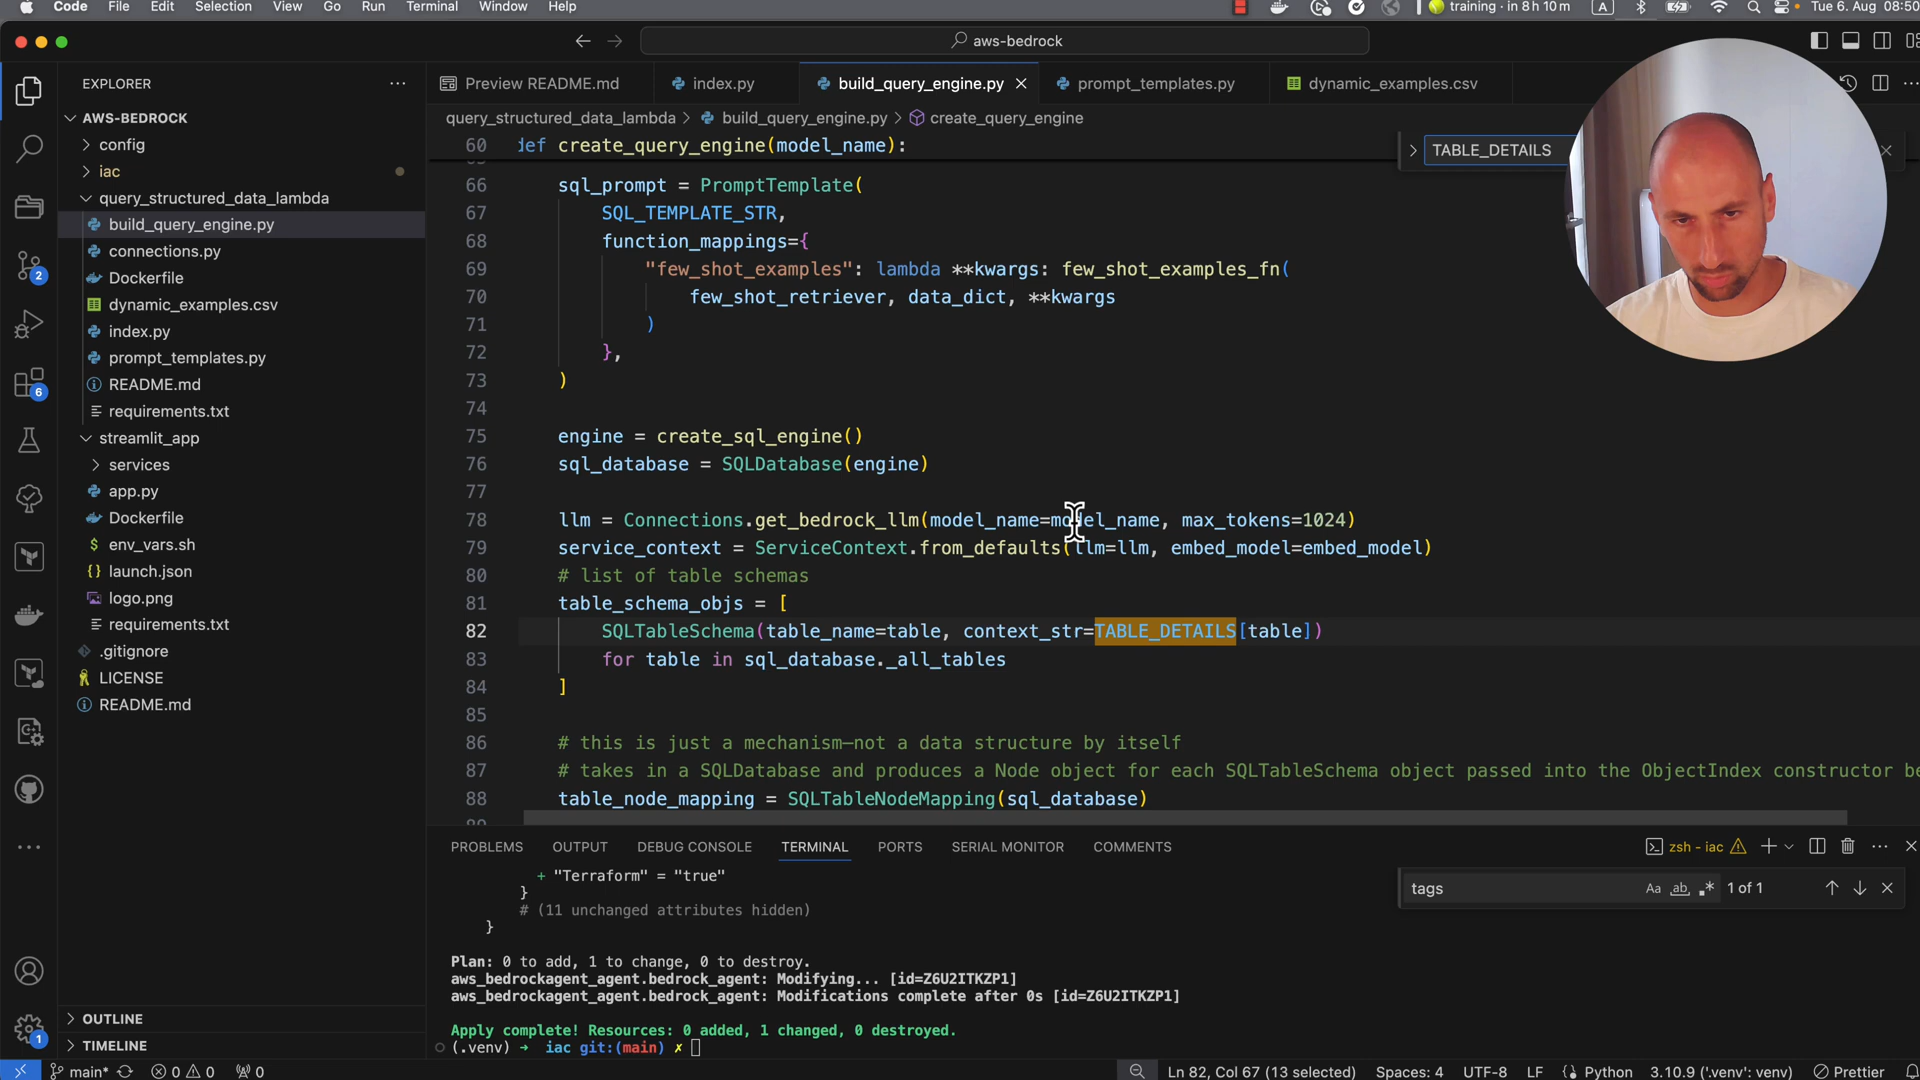 Code File Edit Selection View Go Run Terminal Window Help
training · in 8 h 10 m A Tue 6. Aug 08:50
aws-bedrock
EXPLORER
Preview README.md index.py build_query_engine.py prompt_templates.py dynamic_examples.csv
query_structured_data_lambda > build_query_engine.py > create_query_engine
AWS-BEDROCK
config
iac
query_structured_data_lambda
build_query_engine.py
connections.py
Dockerfile
dynamic_examples.csv
index.py
prompt_templates.py
README.md
requirements.txt
streamlit_app
services
app.py
Dockerfile
env_vars.sh
launch.json
logo.png
requirements.txt
.gitignore
LICENSE
README.md
OUTLINE
TIMELINE
2
6
1
TABLE_DETAILS
60 def create_query_engine(model_name):
66 sql_prompt = PromptTemplate(
67 SQL_TEMPLATE_STR,
68 function_mappings={
69 "few_shot_examples": lambda **kwargs: few_shot_examples_fn(
70 few_shot_retriever, data_dict, **kwargs
71 )
72 },
73 )
74
75 engine = create_sql_engine()
76 sql_database = SQLDatabase(engine)
77
78 llm = Connections.get_bedrock_llm(model_name=model_name, max_tokens=1024)
79 service_context = ServiceContext.from_defaults(llm=llm, embed_model=embed_model)
80 # list of table schemas
81 table_schema_objs = [
82 SQLTableSchema(table_name=table, context_str=TABLE_DETAILS[table])
83 for table in sql_database._all_tables
84 ]
85
86 # this is just a mechanism—not a data structure by itself
87 # takes in a SQLDatabase and produces a Node object for each SQLTableSchema object passed into the ObjectIndex constructor be
88 table_node_mapping = SQLTableNodeMapping(sql_database)
PROBLEMS OUTPUT DEBUG CONSOLE TERMINAL PORTS SERIAL MONITOR COMMENTS zsh - iac
tags Aa ab 1 of 1
+ "Terraform" = "true"
}
# (11 unchanged attributes hidden)
}
Plan: 0 to add, 1 to change, 0 to destroy.
aws_bedrockagent_agent.bedrock_agent: Modifying... [id=Z6U2ITKZP1]
aws_bedrockagent_agent.bedrock_agent: Modifications complete after 0s [id=Z6U2ITKZP1]
Apply complete! Resources: 0 added, 1 changed, 0 destroyed.
(.venv) → iac git:(main) ✗
main* 0 0 0 Ln 82, Col 67 (13 selected) Spaces: 4 UTF-8 LF Python 3.10.9 ('.venv': venv) Prettier